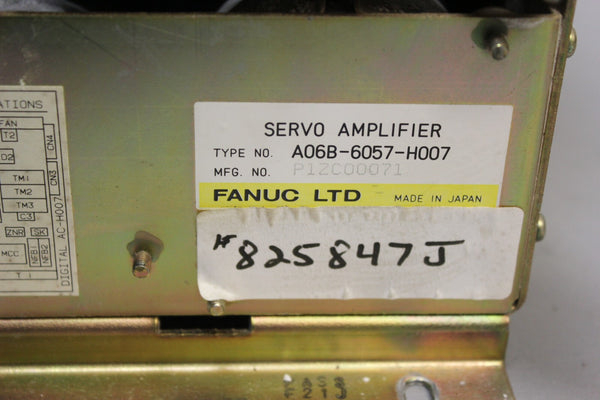 ATIONS
FAN
T2
CN4
02
CN3
TM1
TM2
TM3
C3
ZNR SK
MCC NFB1 NFB2
T1
DIGITAL AC-H007
SERVO AMPLIFIER
TYPE NO. A06B-6057-H007
MFG. NO. P12C00071
FANUC LTD MADE IN JAPAN
825847J